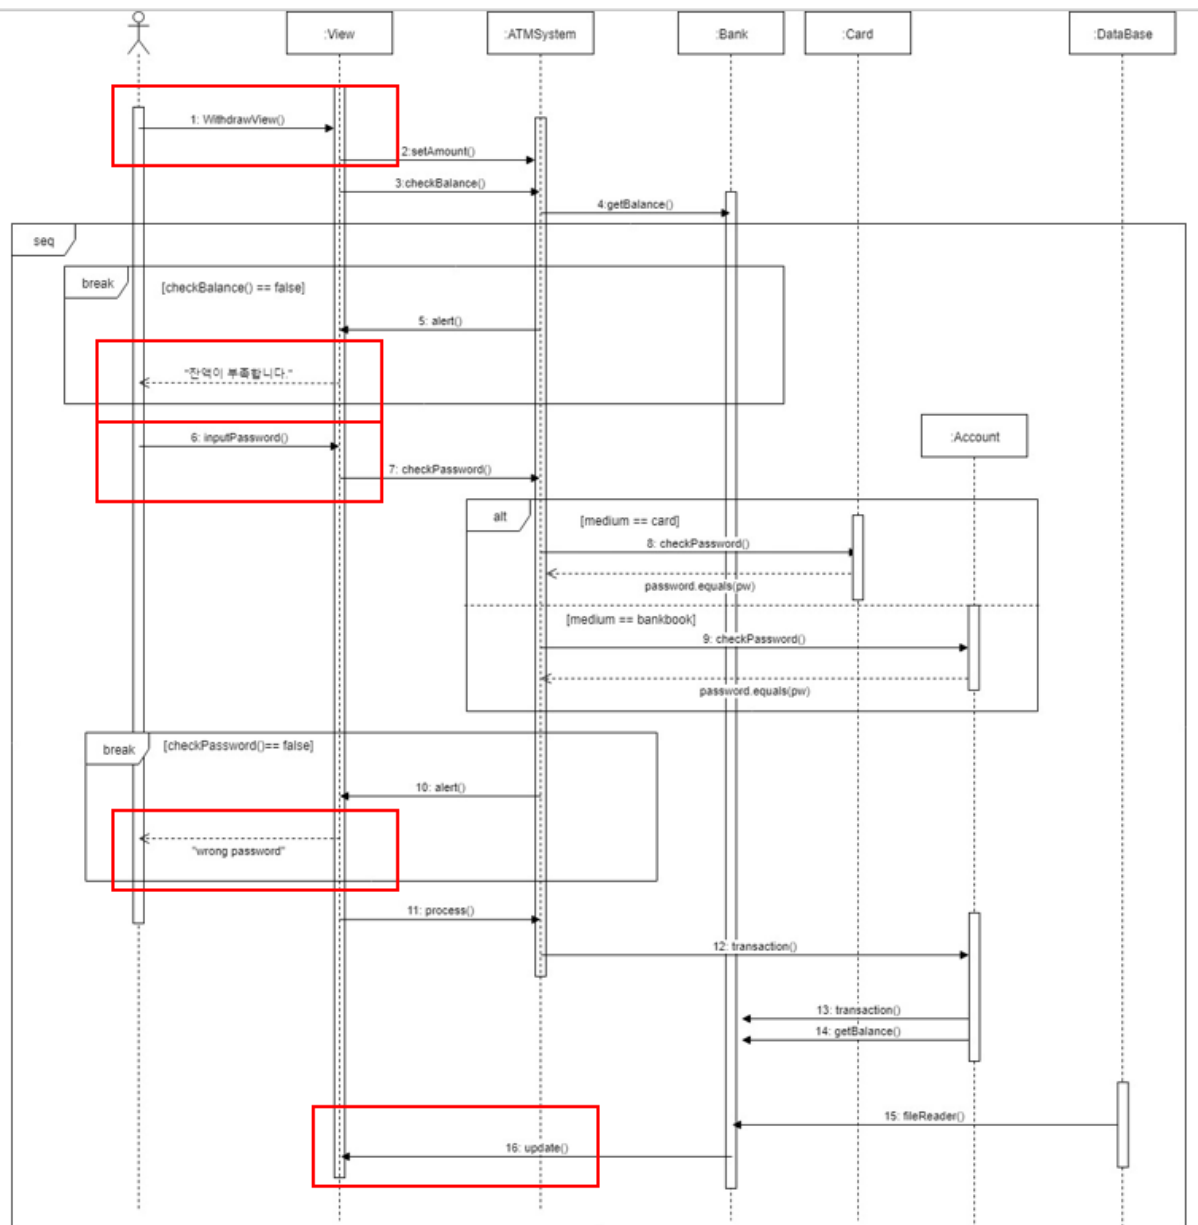 :View
:ATMSystem
:Bank
:Card
:DataBase
1: WithdrawView()
2:setAmount()
3:checkBalance()
4:getBalance()
seq
break
[checkBalance() == false]
5: alert()
"잔액이 부족합니다."
6: inputPassword()
:Account
7: checkPassword()
alt
[medium == card]
8: checkPassword()
password.equals(pw)
[medium == bankbook]
9: checkPassword()
password.equals(pw)
break
[checkPassword()== false]
10: alert()
"wrong password"
11: process()
12: transaction()
13: transaction()
14: getBalance()
15: fileReader()
16: update()